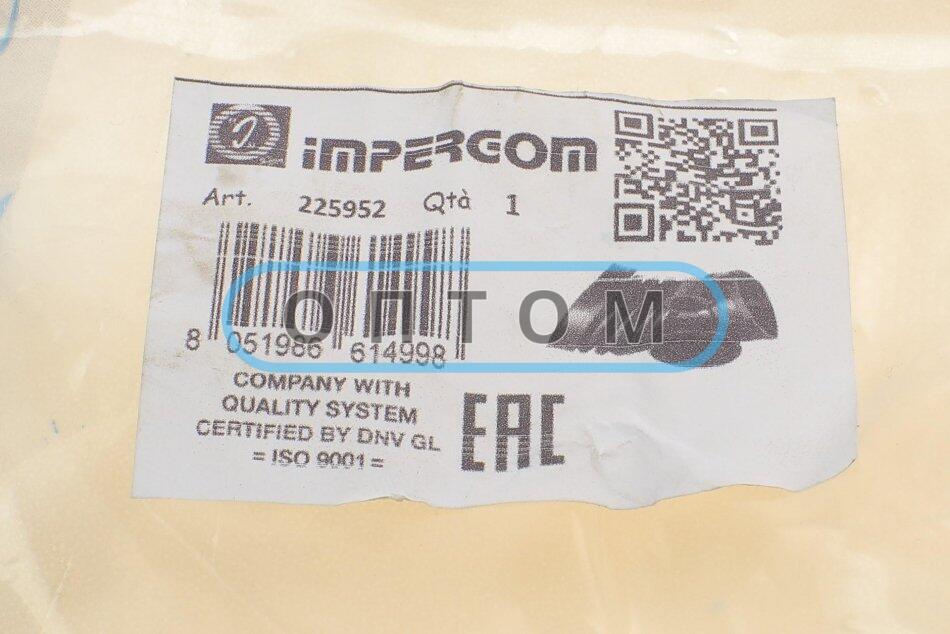 IMPERGOM
Art. 225952 Qtà 1
ОПТОМ
8 051986 614998
COMPANY WITH
QUALITY SYSTEM
CERTIFIED BY DNV GL
= ISO 9001 =
EAC